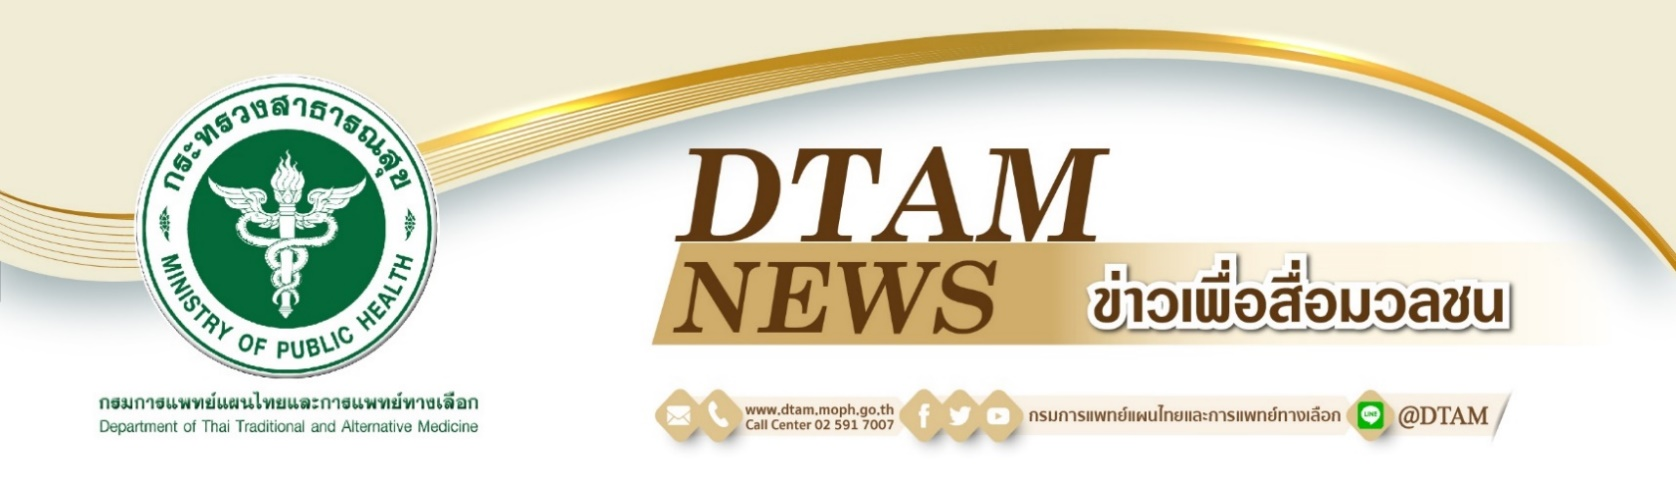 กระทรวงสาธารณสุข
MINISTRY OF PUBLIC HEALTH
กรมการแพทย์แผนไทยและการแพทย์ทางเลือก
Department of Thai Traditional and Alternative Medicine
DTAM
NEWS ข่าวเพื่อสื่อมวลชน
www.dtam.moph.go.th
Call Center 02 591 7007
กรมการแพทย์แผนไทยและการแพทย์ทางเลือก LINE @DTAM